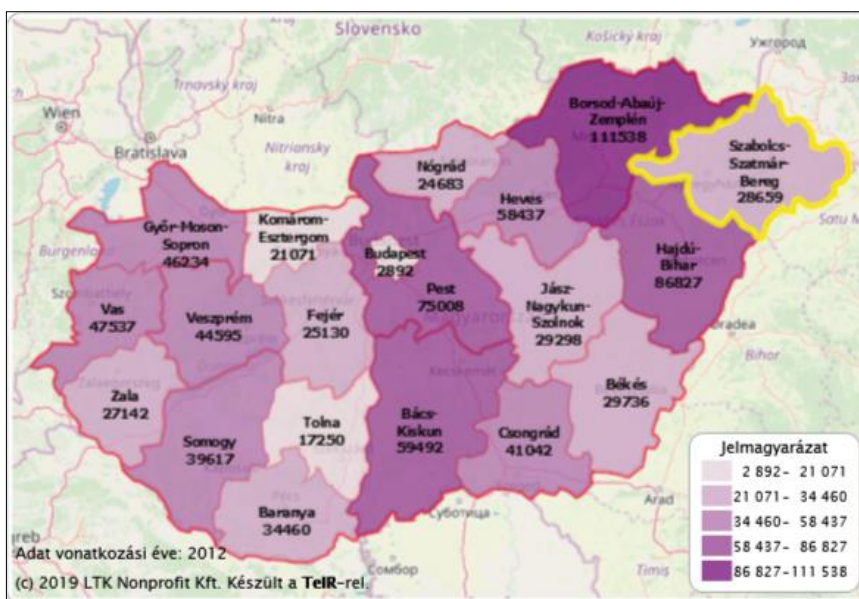 Slovensko
Košický kraj
Ужгород
Trnavský kraj
Nitra
Wien
Nitriansky
kraj
Bratislava
Borsod-Abaúj-
Zemplén
111538
Szabolcs-
Szatmár-
Bereg
28659
Nógrád
24683
Heves
58437
Satu M
Győr-Moson-
Sopron
46234
Komárom-
Esztergom
21071
Budapest
2892
Hajdú-
Bihar
86827
Burgenland
Vas
47537
Veszprém
44595
Fejér
25130
Pest
75008
Jász-
Nagykun-
Szolnok
29298
Oradea
Bihor
Kecskemét
Zala
27142
Somogy
39617
Tolna
17250
Bács-
Kiskun
59492
Csongrád
41042
Békés
29736
Baranya
34460
Суботица
Arad
Сомбор
Timiș
greb
Jelmagyarázat
2 892- 21 071
21 071- 34 460
34 460- 58 437
58 437- 86 827
86 827-111 538
Adat vonatkozási éve: 2012
(c) 2019 LTK Nonprofit Kft. Készült a TeIR-rel.